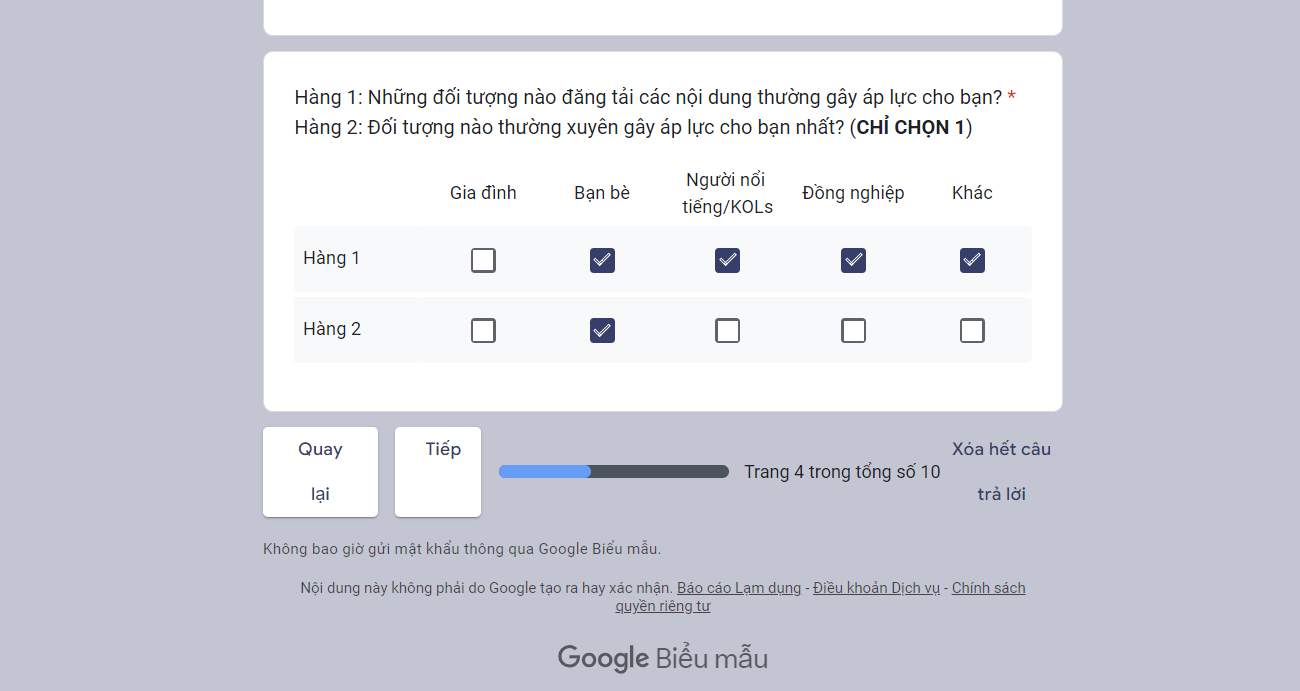 Hàng 1: Những đối tượng nào đăng tải các nội dung thường gây áp lực cho bạn? *
Hàng 2: Đối tượng nào thường xuyên gây áp lực cho bạn nhất? (CHỈ CHỌN 1)
Gia đình
Bạn bè
Người nổi
tiếng/KOLs
Đồng nghiệp
Khác
Hàng 1
Hàng 2
Quay
lại
Tiếp
Trang 4 trong tổng số 10
Xóa hết câu
trả lời
Không bao giờ gửi mật khẩu thông qua Google Biểu mẫu.
Nội dung này không phải do Google tạo ra hay xác nhận. Báo cáo Lạm dụng - Điều khoản Dịch vụ - Chính sách
quyền riêng tư
Google Biểu mẫu